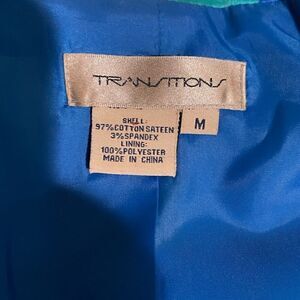 TRANSITIONS
M
SHELL:
97%COTTON SATEEN
3%SPANDEX
LINING:
100%POLYESTER
MADE IN CHINA